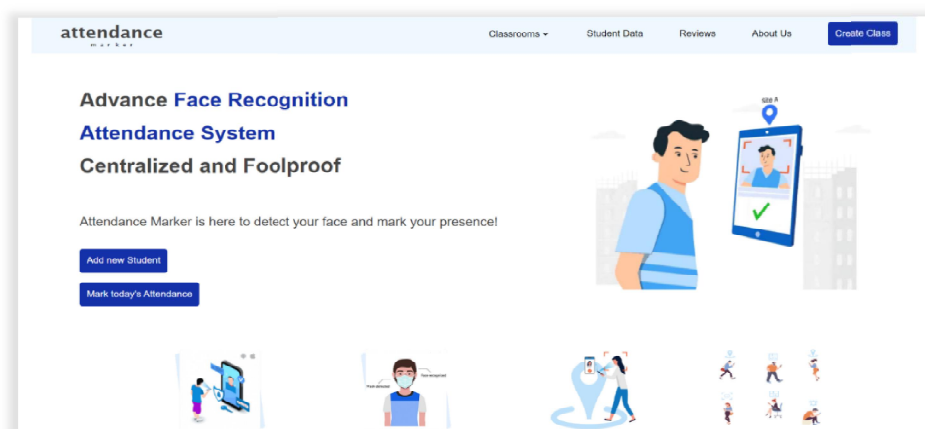 attendance
marker
Classrooms
Student Data
Reviews
About Us
Create Class
Advance Face Recognition
Attendance System
Centralized and Foolproof
Site A
Attendance Marker is here to detect your face and mark your presence!
Add new Student
Mark today's Attendance